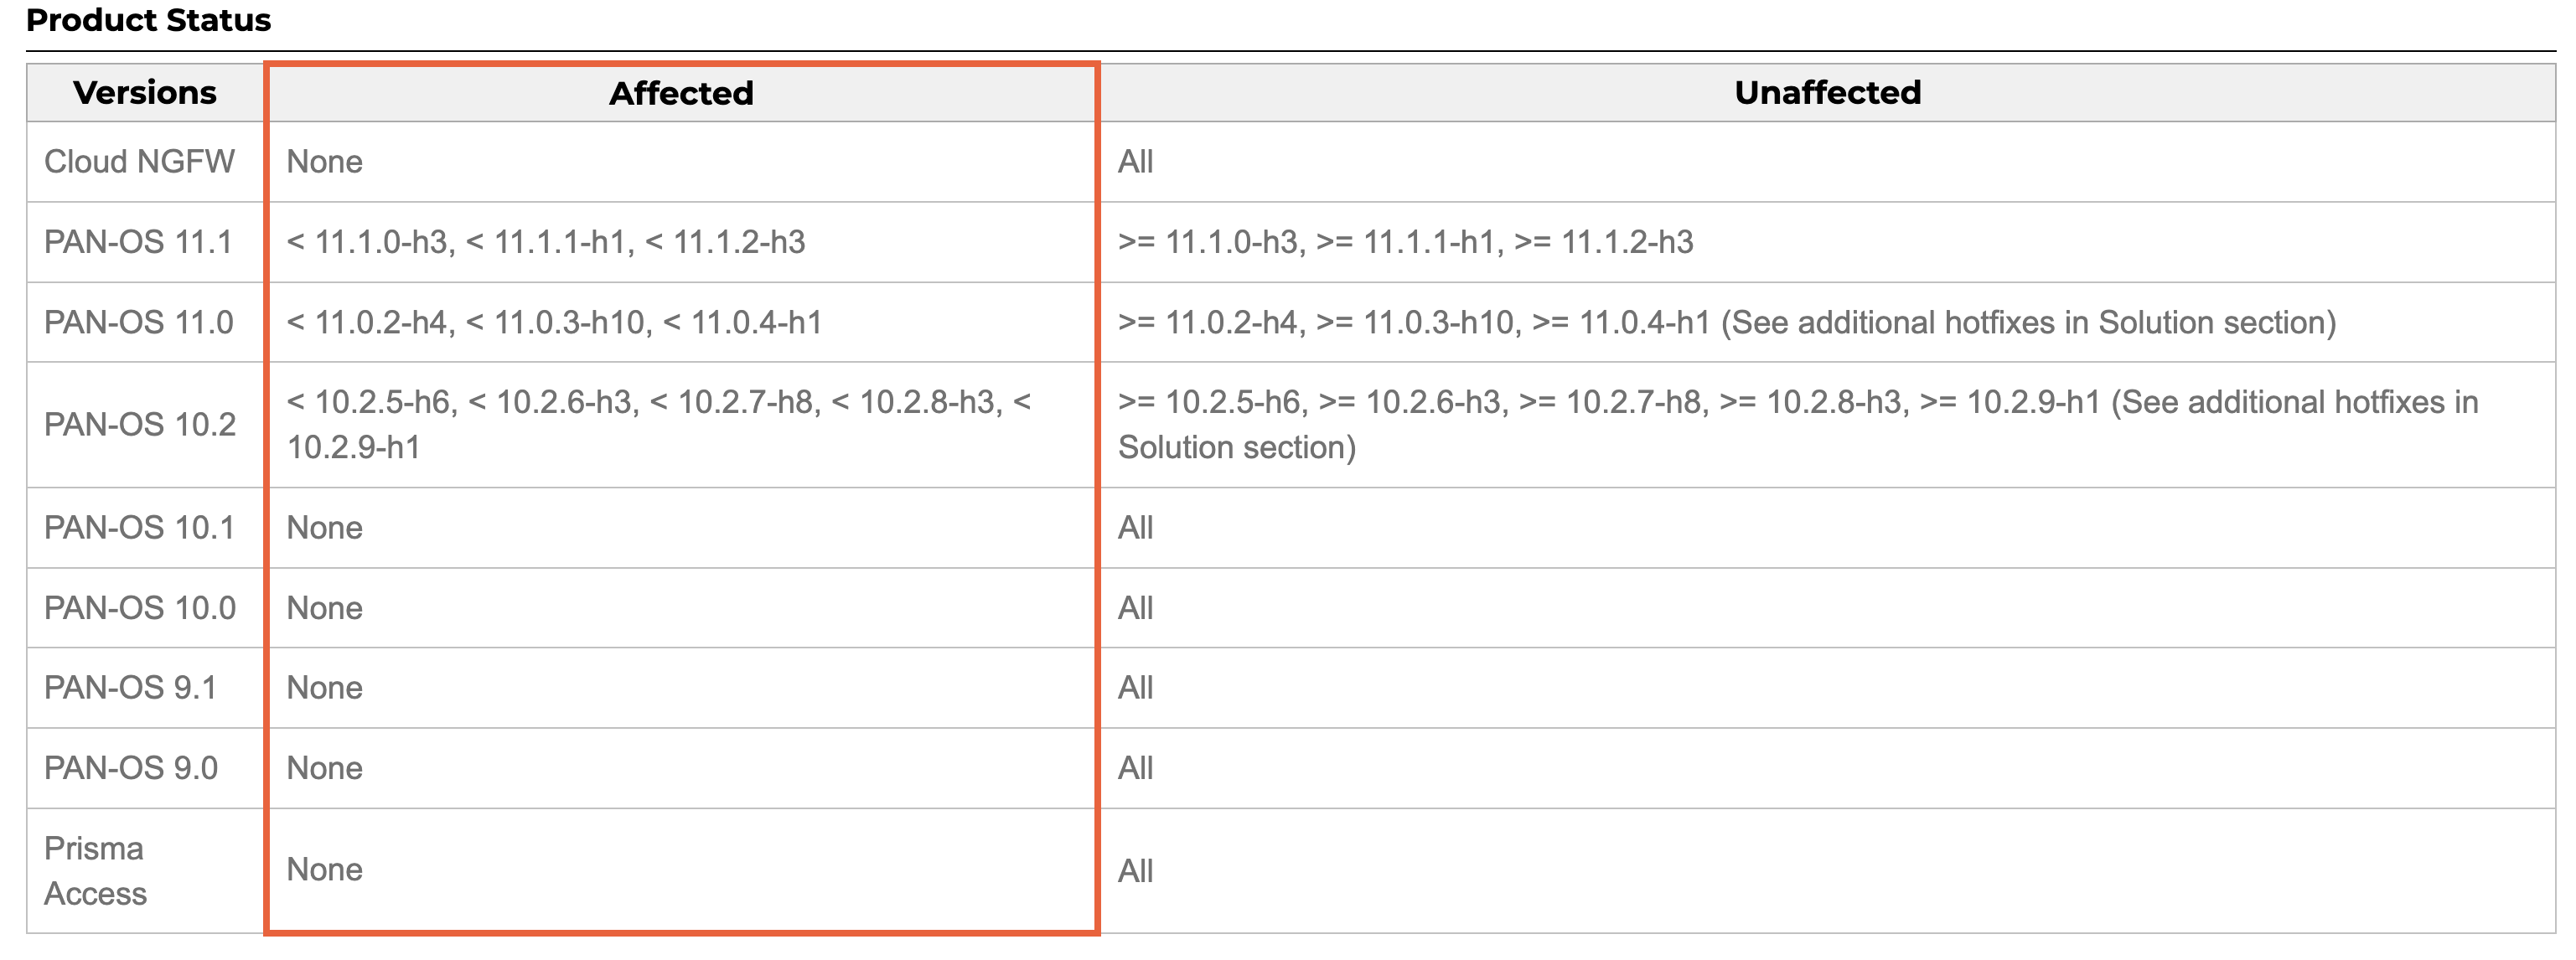 Product Status
Versions Affected Unaffected
Cloud NGFW None All
PAN-OS 11.1 < 11.1.0-h3, < 11.1.1-h1, < 11.1.2-h3 >= 11.1.0-h3, >= 11.1.1-h1, >= 11.1.2-h3
PAN-OS 11.0 < 11.0.2-h4, < 11.0.3-h10, < 11.0.4-h1 >= 11.0.2-h4, >= 11.0.3-h10, >= 11.0.4-h1 (See additional hotfixes in Solution section)
PAN-OS 10.2
< 10.2.5-h6, < 10.2.6-h3, < 10.2.7-h8, < 10.2.8-h3, <
10.2.9-h1
>= 10.2.5-h6, >= 10.2.6-h3, >= 10.2.7-h8, >= 10.2.8-h3, >= 10.2.9-h1 (See additional hotfixes in
Solution section)
PAN-OS 10.1 None All
PAN-OS 10.0 None All
PAN-OS 9.1 None All
PAN-OS 9.0 None All
Prisma
Access
None All